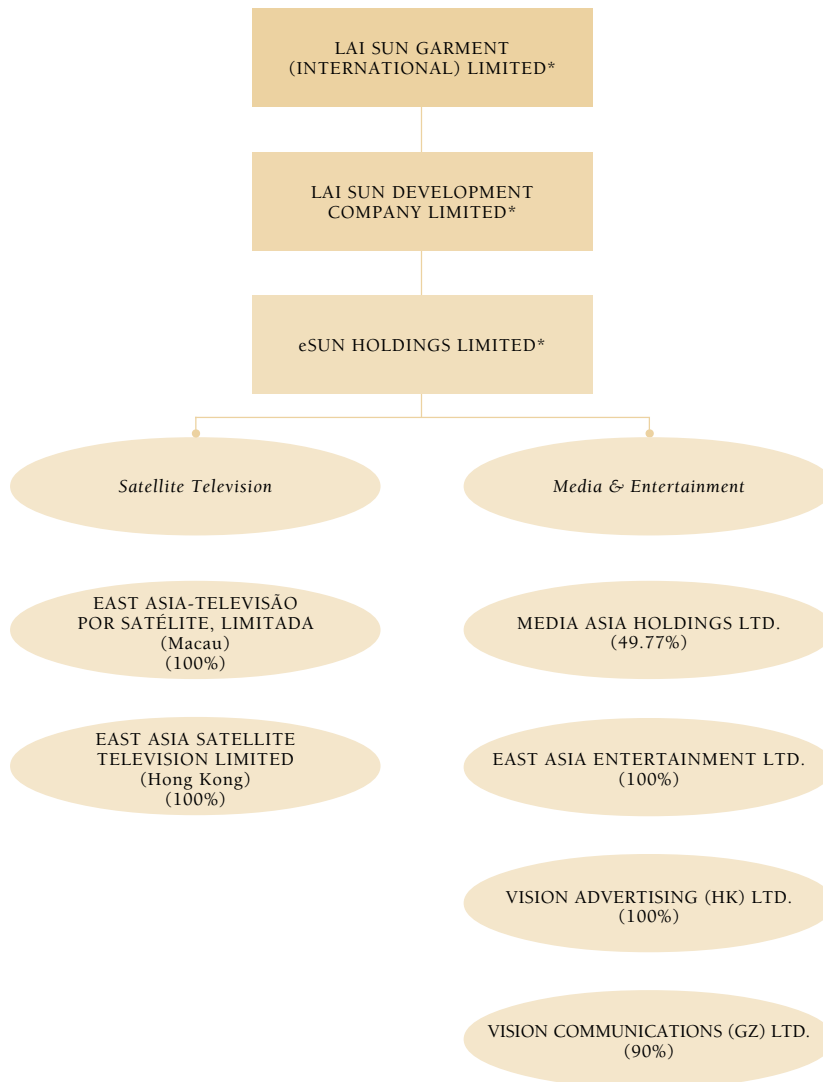 LAI SUN GARMENT
(INTERNATIONAL) LIMITED*
LAI SUN DEVELOPMENT
COMPANY LIMITED*
eSUN HOLDINGS LIMITED*
Satellite Television
Media & Entertainment
EAST ASIA-TELEVISÃO
POR SATÉLITE, LIMITADA
(Macau)
(100%)
MEDIA ASIA HOLDINGS LTD.
(49.77%)
EAST ASIA SATELLITE
TELEVISION LIMITED
(Hong Kong)
(100%)
EAST ASIA ENTERTAINMENT LTD.
(100%)
VISION ADVERTISING (HK) LTD.
(100%)
VISION COMMUNICATIONS (GZ) LTD.
(90%)